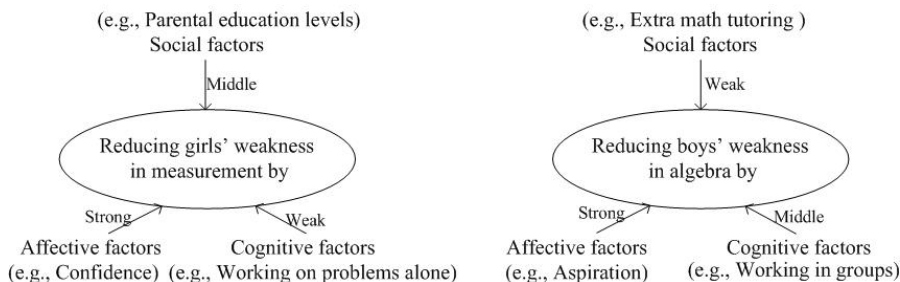 (e.g., Parental education levels)
Social factors
Middle
Reducing girls' weakness
in measurement by
Strong
Weak
Affective factors
(e.g., Confidence)
Cognitive factors
(e.g., Working on problems alone)
(e.g., Extra math tutoring )
Social factors
Weak
Reducing boys' weakness
in algebra by
Strong
Middle
Affective factors
(e.g., Aspiration)
Cognitive factors
(e.g., Working in groups)